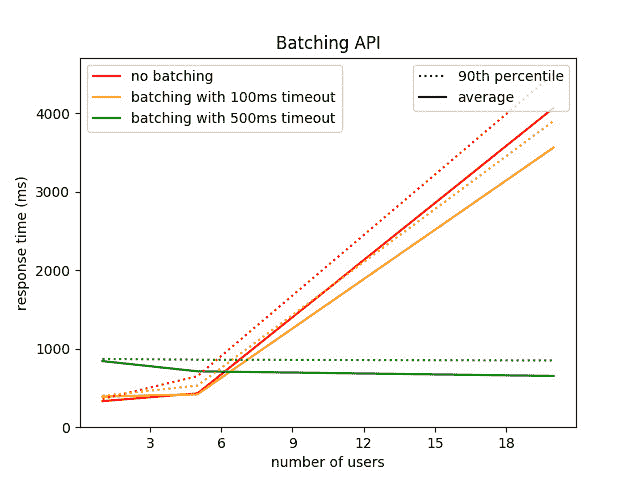 Batching API
no batching
batching with 100ms timeout
batching with 500ms timeout
90th percentile
average
response time (ms)
4000
3000
2000
1000
0
3
6
9
12
15
18
number of users